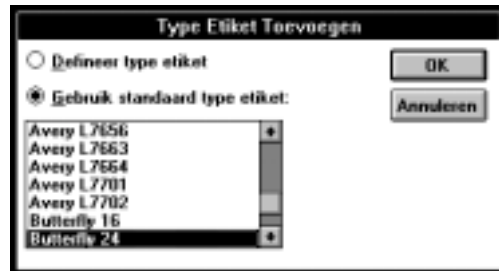 Type Etiket Toevoegen
Defineer type etiket
OK
Gebruik standaard type etiket:
Annuleren
Avery L7656
Avery L7663
Avery L7664
Avery L7701
Avery L7702
Butterfly 16
Butterfly 24